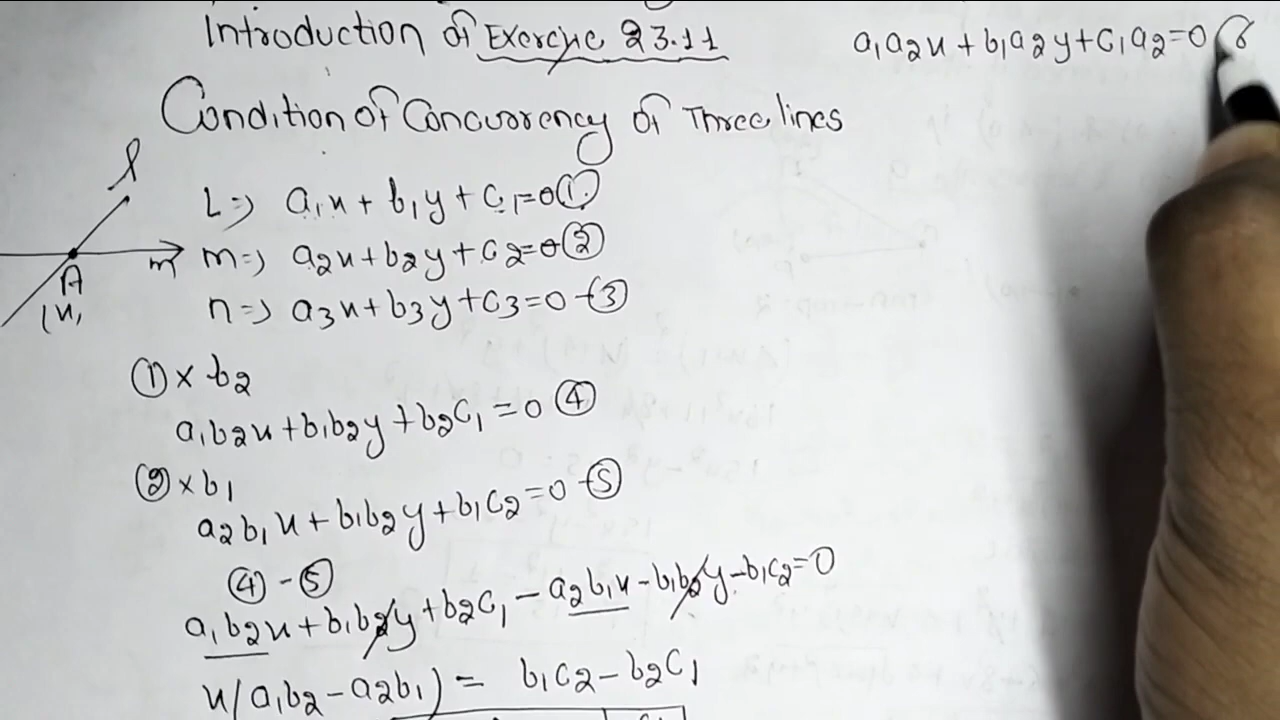 Introduction of Exercise 23.11
a₁a₂x + b₁a₂y + c₁a₂ = 0 ⑥
Condition of Concurrency of Three lines
l
L => a₁x + b₁y + c₁ = 0 ①
m
m => a₂x + b₂y + c₂ = 0 ②
A
n => a₃x + b₃y + c₃ = 0 - ③
(x,
① × b₂
a₁b₂x + b₁b₂y + b₂c₁ = 0 ④
② × b₁
a₂b₁x + b₁b₂y + b₁c₂ = 0 - ⑤
④ - ⑤
a₁b₂x + b₁b₂y + b₂c₁ - a₂b₁x - b₁b₂y - b₁c₂ = 0
x(a₁b₂ - a₂b₁) = b₁c₂ - b₂c₁